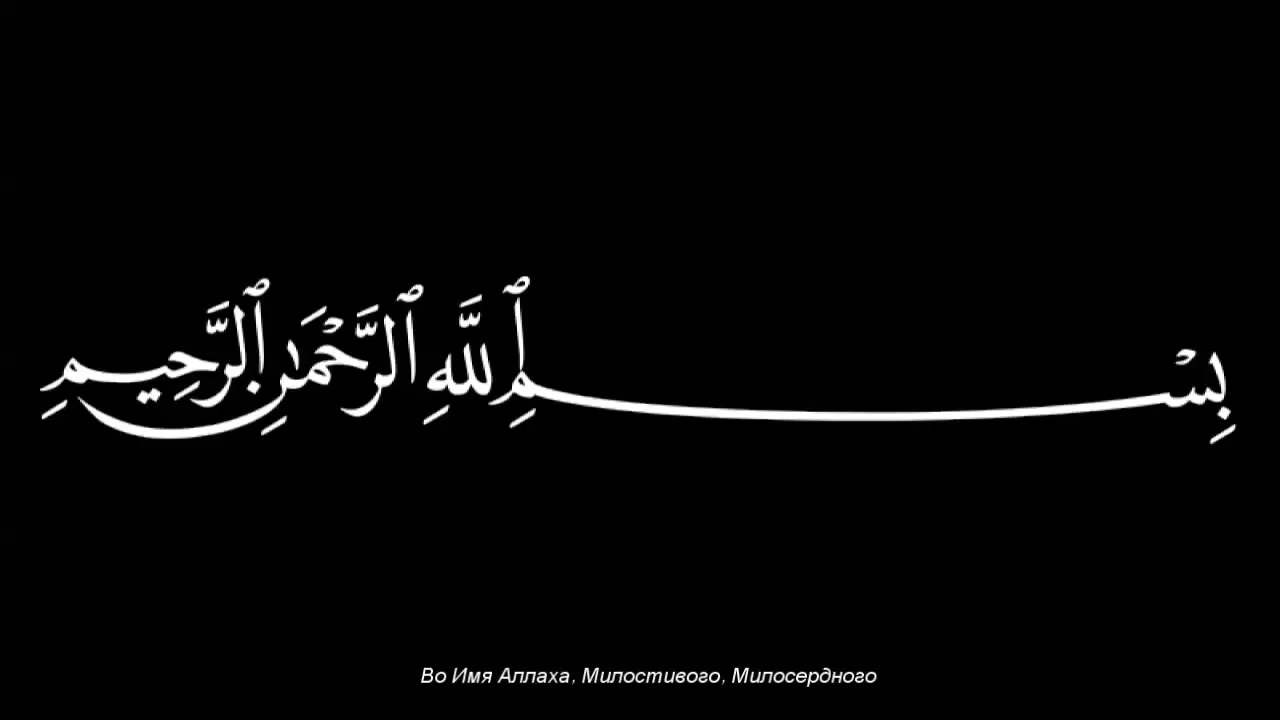 بِسْمِ ٱللَّهِ ٱلرَّحْمَٰنِ ٱلرَّحِيمِ
Во Имя Аллаха, Милостивого, Милосердного